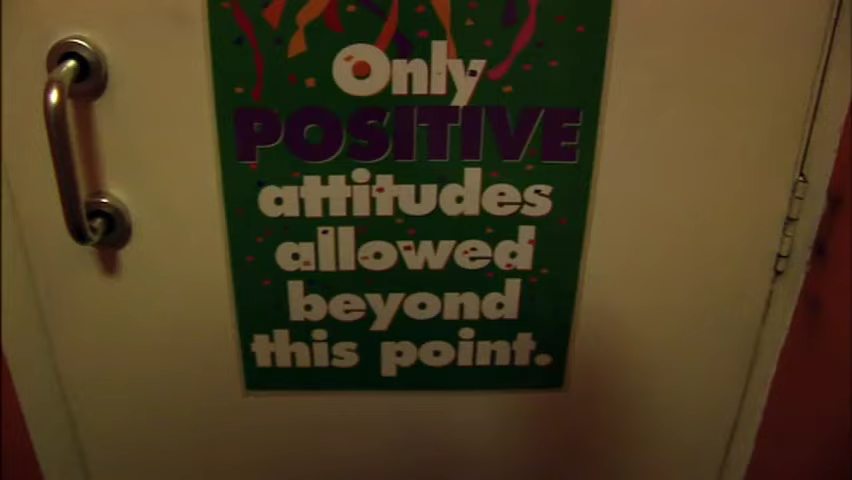 Only
POSITIVE
attitudes
allowed
beyond
this point.